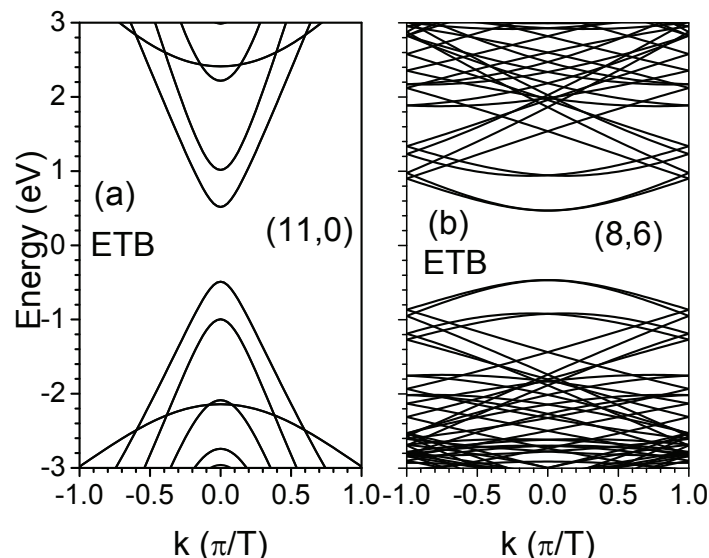 3
2
1
0
-1
-2
-3
Energy (eV)
(a)
ETB
(11,0)
-1.0 -0.5 0.0 0.5 1.0
k (π/T)
(b)
ETB
(8,6)
-1.0 -0.5 0.0 0.5 1.0
k (π/T)